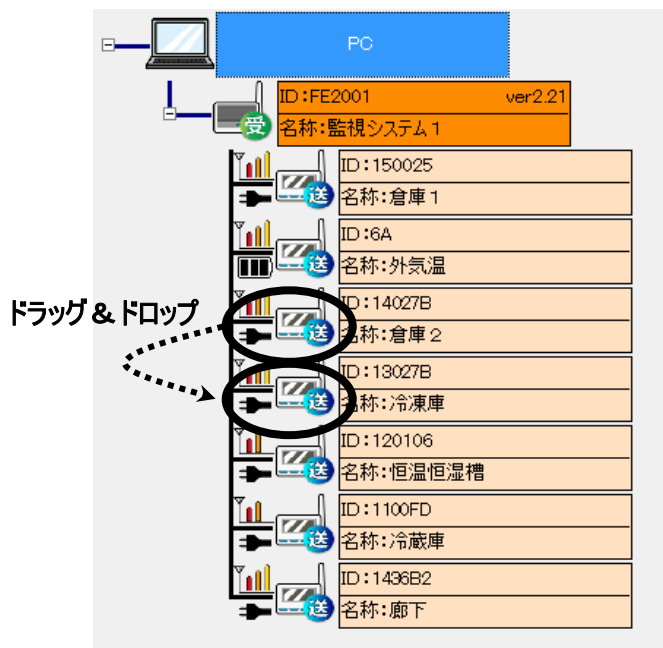 PC
ID:FE2001 ver2.21
名称:監視システム1
受
ID:150025
送
名称:倉庫1
ID:6A
送
名称:外気温
ドラッグ&ドロップ
ID:14027B
送
名称:倉庫2
ID:13027B
送
名称:冷凍庫
ID:120106
送
名称:恒温恒湿槽
ID:1100FD
送
名称:冷蔵庫
ID:1436B2
送
名称:廊下